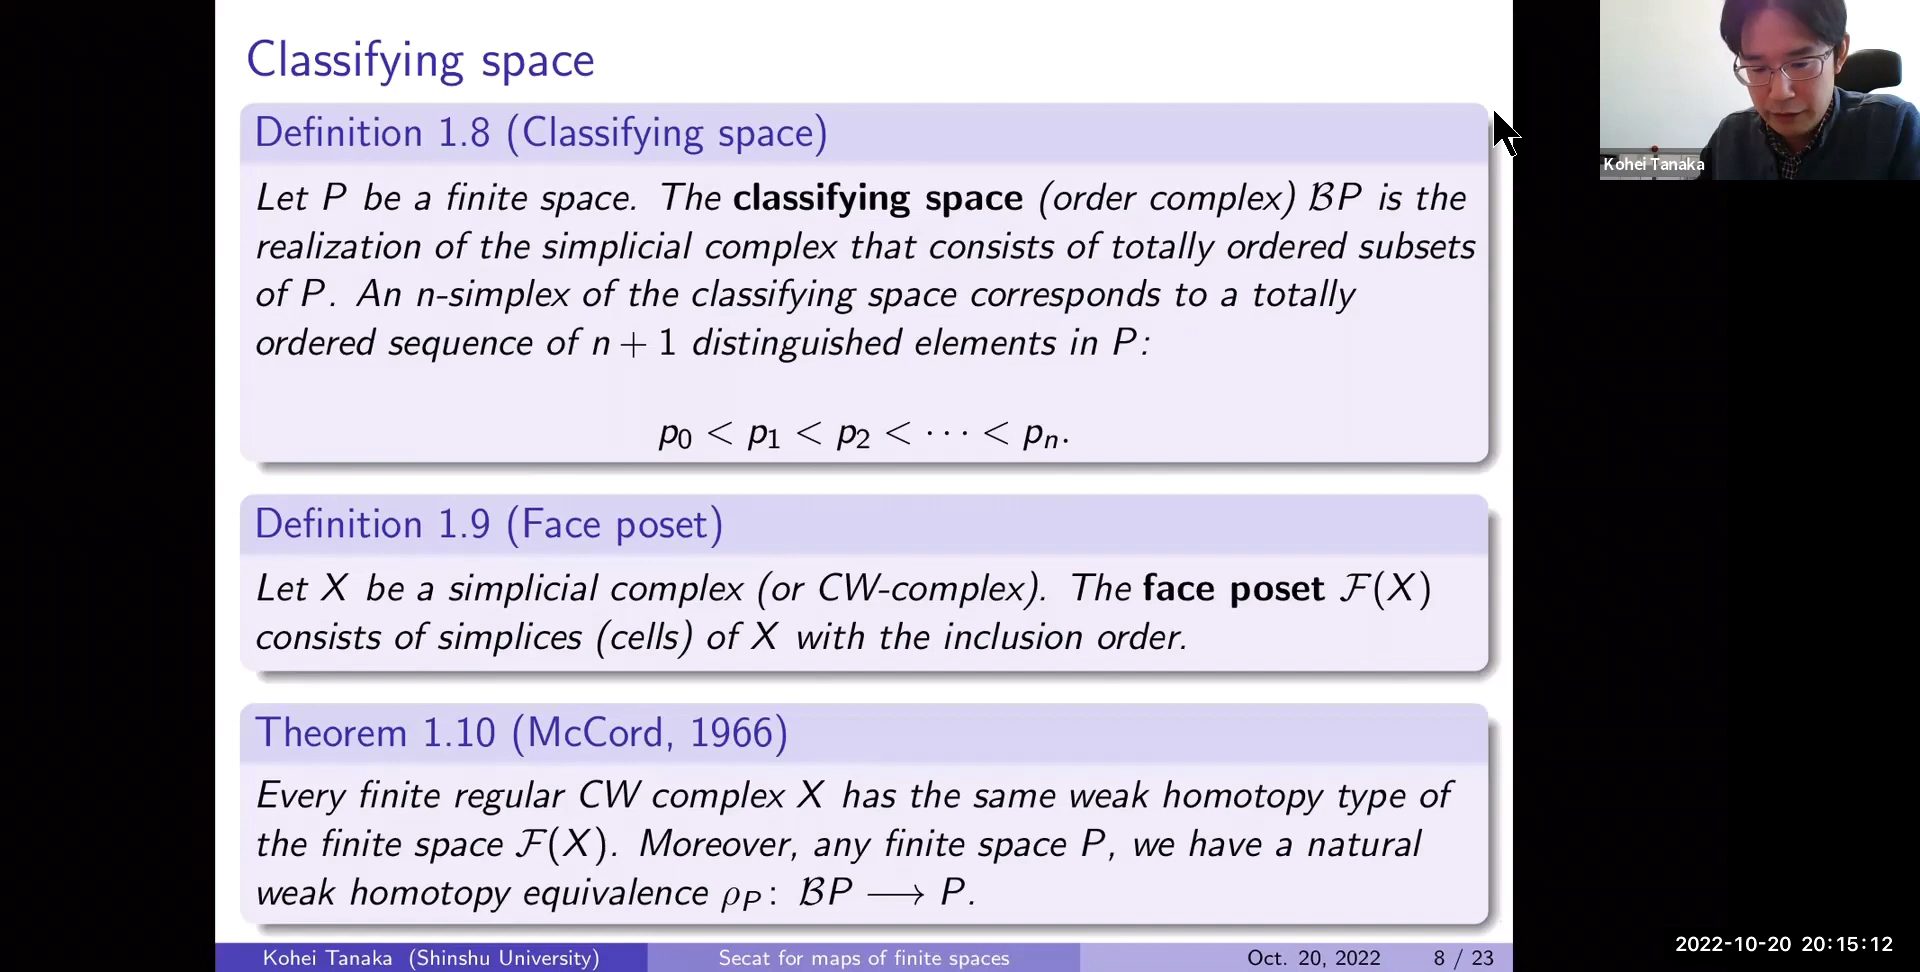 Classifying space
Definition 1.8 (Classifying space)
Let P be a finite space. The classifying space (order complex) ℬP is the
realization of the simplicial complex that consists of totally ordered subsets
of P. An n-simplex of the classifying space corresponds to a totally
ordered sequence of n + 1 distinguished elements in P:
p₀ < p₁ < p₂ < ⋯ < pₙ.
Definition 1.9 (Face poset)
Let X be a simplicial complex (or CW-complex). The face poset ℱ(X)
consists of simplices (cells) of X with the inclusion order.
Theorem 1.10 (McCord, 1966)
Every finite regular CW complex X has the same weak homotopy type of
the finite space ℱ(X). Moreover, any finite space P, we have a natural
weak homotopy equivalence ρ_P : ℬP ⟶ P.
Kohei Tanaka (Shinshu University) Secat for maps of finite spaces Oct. 20, 2022 8 / 23
Kohei Tanaka
2022-10-20 20:15:12